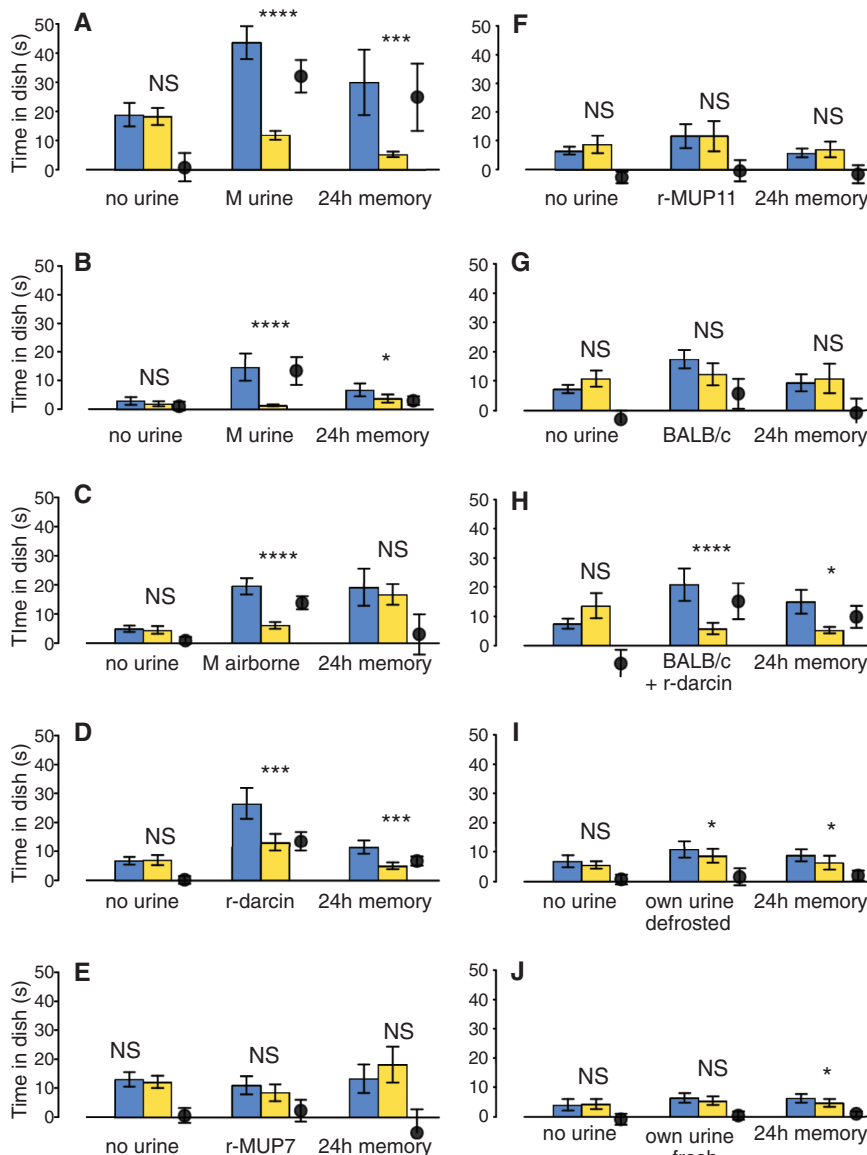 A
Time in dish (s)
50
40
30
20
10
0
NS
****
***
no urine M urine 24h memory
B
50
40
30
20
10
0
NS
****
*
no urine M urine 24h memory
C
TIme in dish (s)
50
40
30
20
10
0
NS
****
NS
no urine M airborne 24h memory
D
Time in dish (s)
50
40
30
20
10
0
NS
***
***
no urine r-darcin 24h memory
E
Time in dish (s)
50
40
30
20
10
0
NS
NS
NS
no urine r-MUP7 24h memory
F
50
40
30
20
10
0
NS
NS
NS
no urine r-MUP11 24h memory
G
50
40
30
20
10
0
NS
NS
NS
no urine BALB/c 24h memory
H
50
40
30
20
10
0
NS
****
*
no urine BALB/c 24h memory
+ r-darcin
I
50
40
30
20
10
0
NS
*
*
no urine own urine 24h memory
defrosted
J
50
40
30
20
10
0
NS
NS
*
no urine own urine 24h memory
fresh